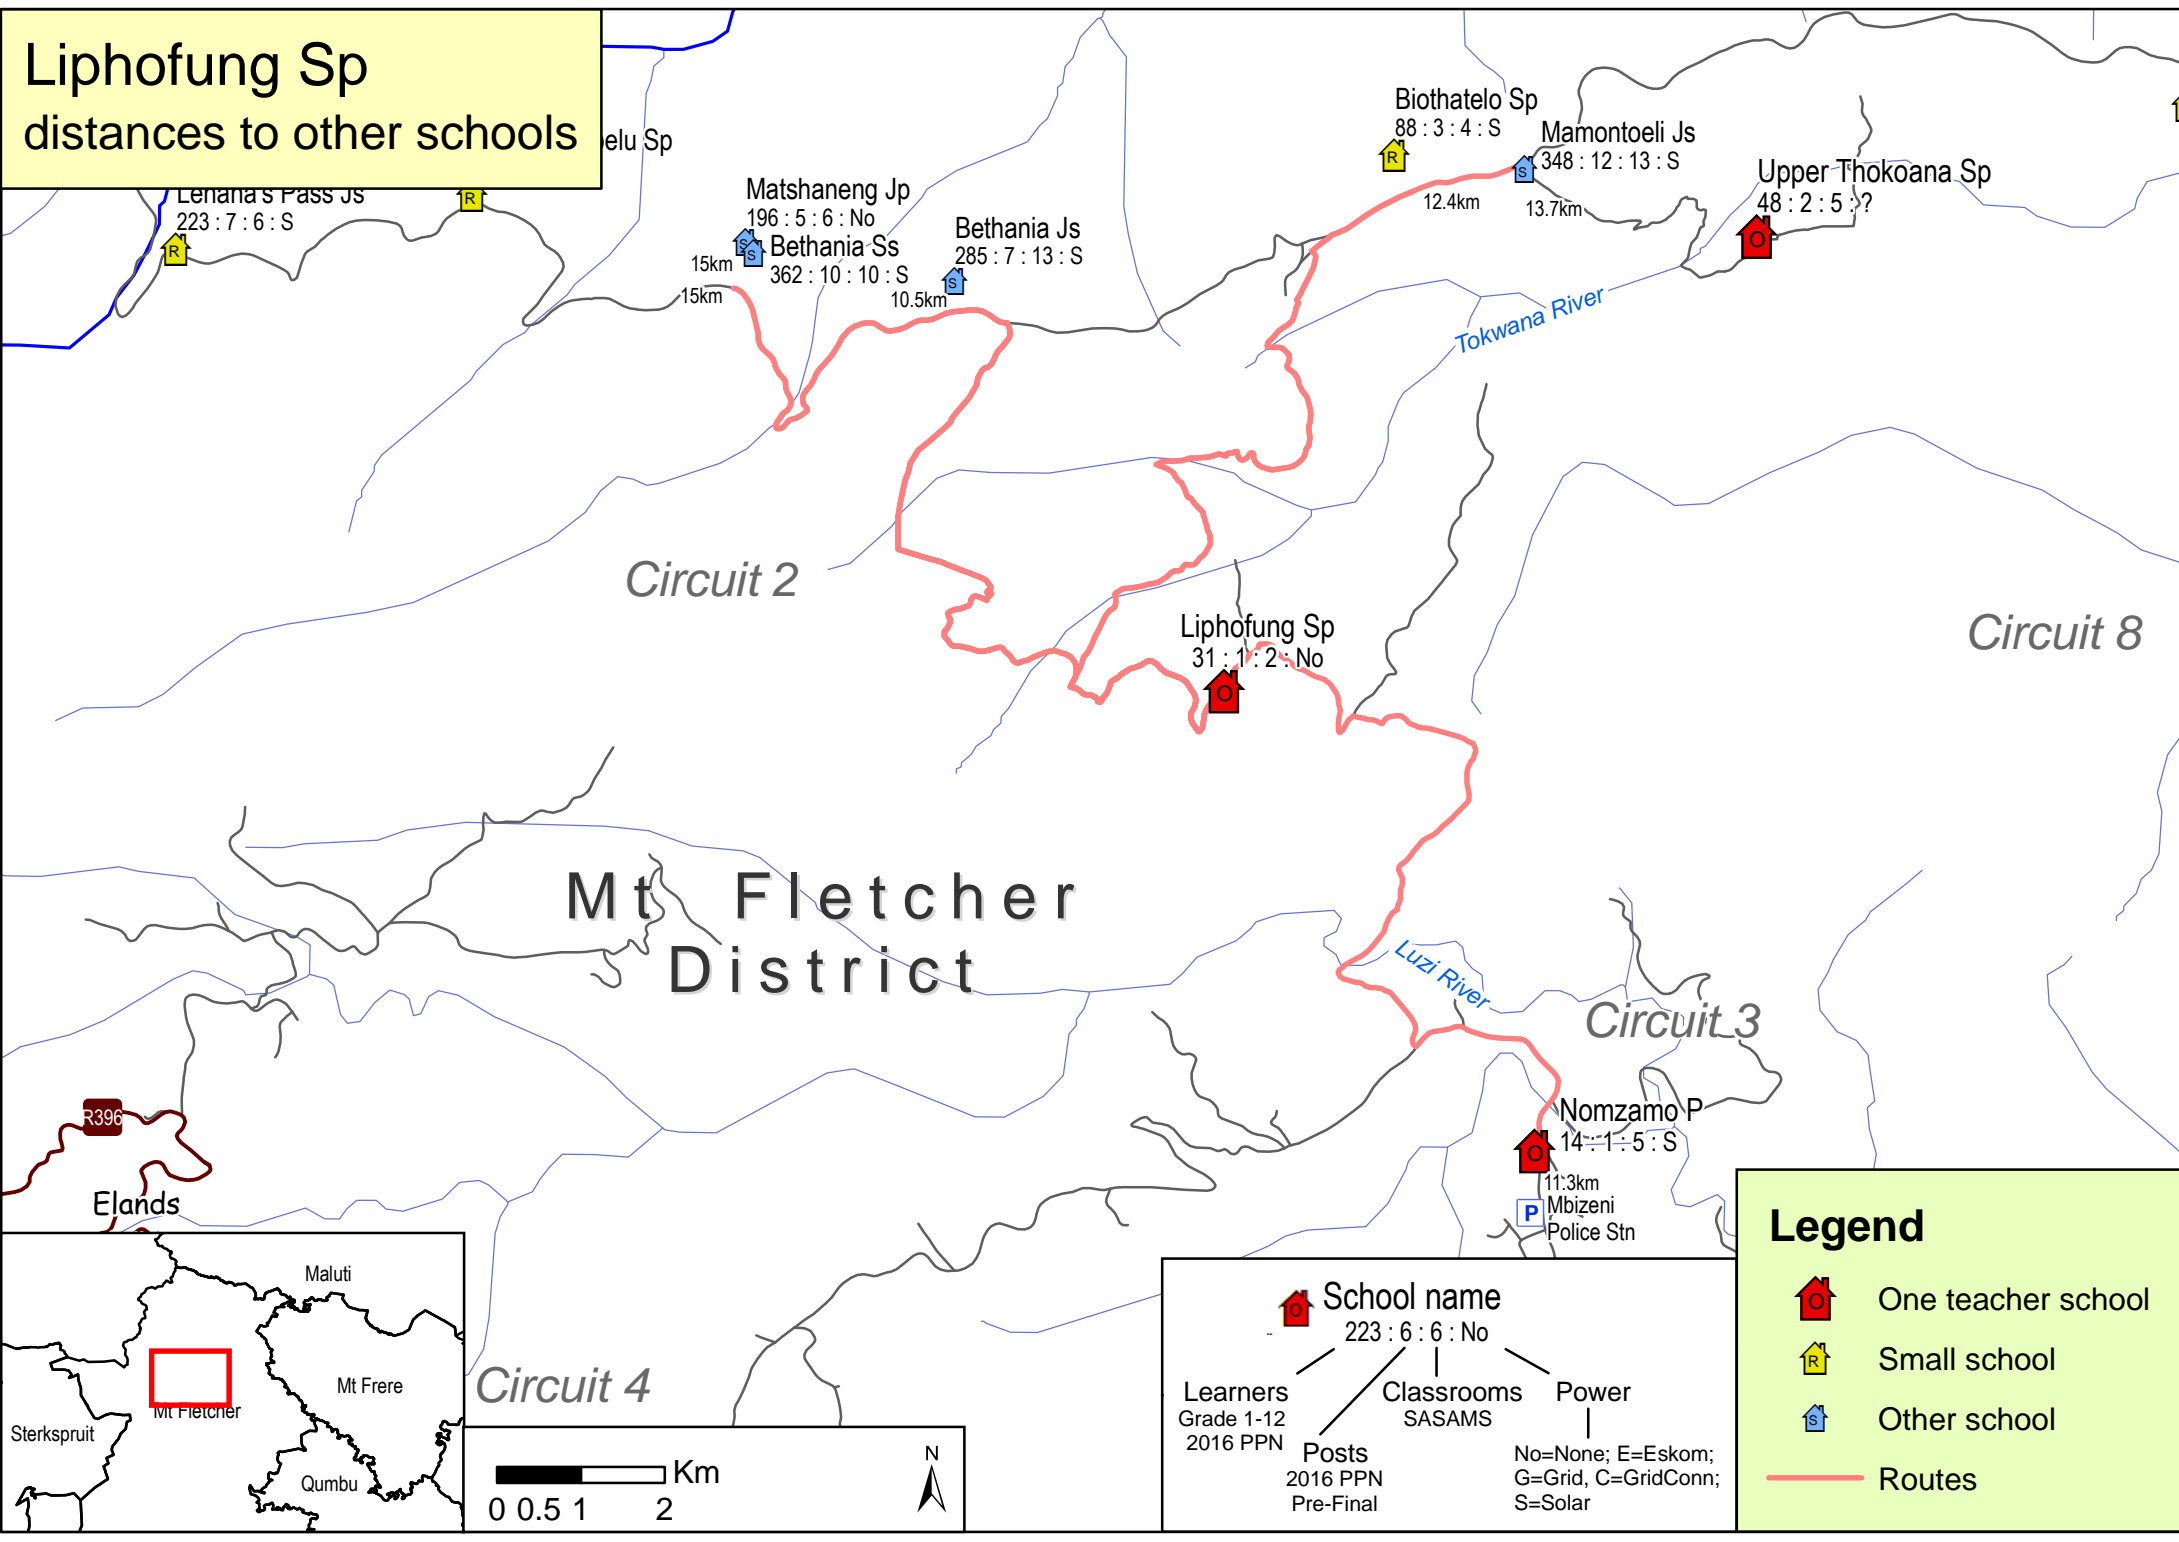 Liphofung Sp
distances to other schools
elu Sp
Lehana's Pass Js
223 : 7 : 6 : S
Matshaneng Jp
196 : 5 : 6 : No
Bethania Ss
362 : 10 : 10 : S
15km
15km
Bethania Js
285 : 7 : 13 : S
10.5km
Biothatelo Sp
88 : 3 : 4 : S
Mamontoeli Js
348 : 12 : 13 : S
12.4km
13.7km
Upper Thokoana Sp
48 : 2 : 5 : ?
Tokwana River
Circuit 2
Circuit 8
Liphofung Sp
31 : 1 : 2 : No
Mt Fletcher
District
Luzi River
Circuit 3
Nomzamo P
14 : 1 : 5 : S
11.3km
P
Mbizeni
Police Stn
R396
Elands
Circuit 4
Maluti
Mt Frere
Mt Fletcher
Sterkspruit
Qumbu
Km
0 0.5 1 2
N
O School name
223 : 6 : 6 : No
Learners
Grade 1-12
2016 PPN
Posts
2016 PPN
Pre-Final
Classrooms
SASAMS
Power
No=None; E=Eskom;
G=Grid, C=GridConn;
S=Solar
Legend
O One teacher school
R Small school
S Other school
Routes